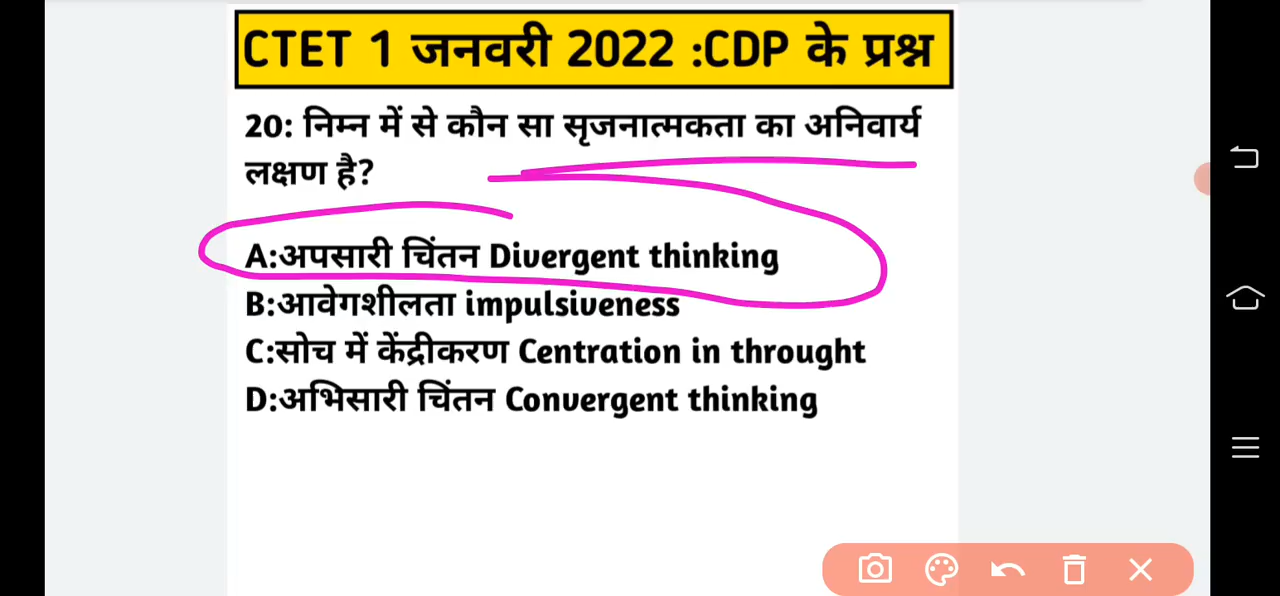 CTET 1 जनवरी 2022 :CDP के प्रश्न
20: निम्न में से कौन सा सृजनात्मकता का अनिवार्य
लक्षण है?
A:अपसारी चिंतन Divergent thinking
B:आवेगशीलता impulsiveness
C:सोच में केंद्रीकरण Centration in throught
D:अभिसारी चिंतन Convergent thinking